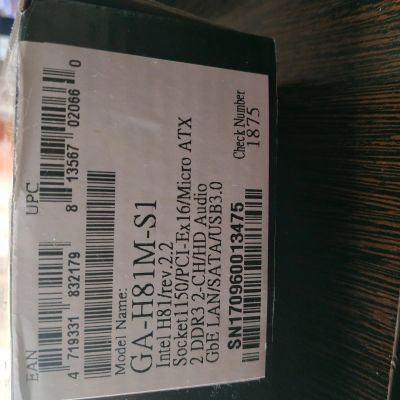 EAN
4 719331 832179
UPC
8 13567 02066 0
Model Name:
GA-H81M-S1
Intel H81/rev.2.2
Socket1150/PCI-Ex16/Micro ATX
2 DDR3 2-CH/HD Audio
GbE LAN/SATA/USB3.0
SN170960013475
Check Number
1875